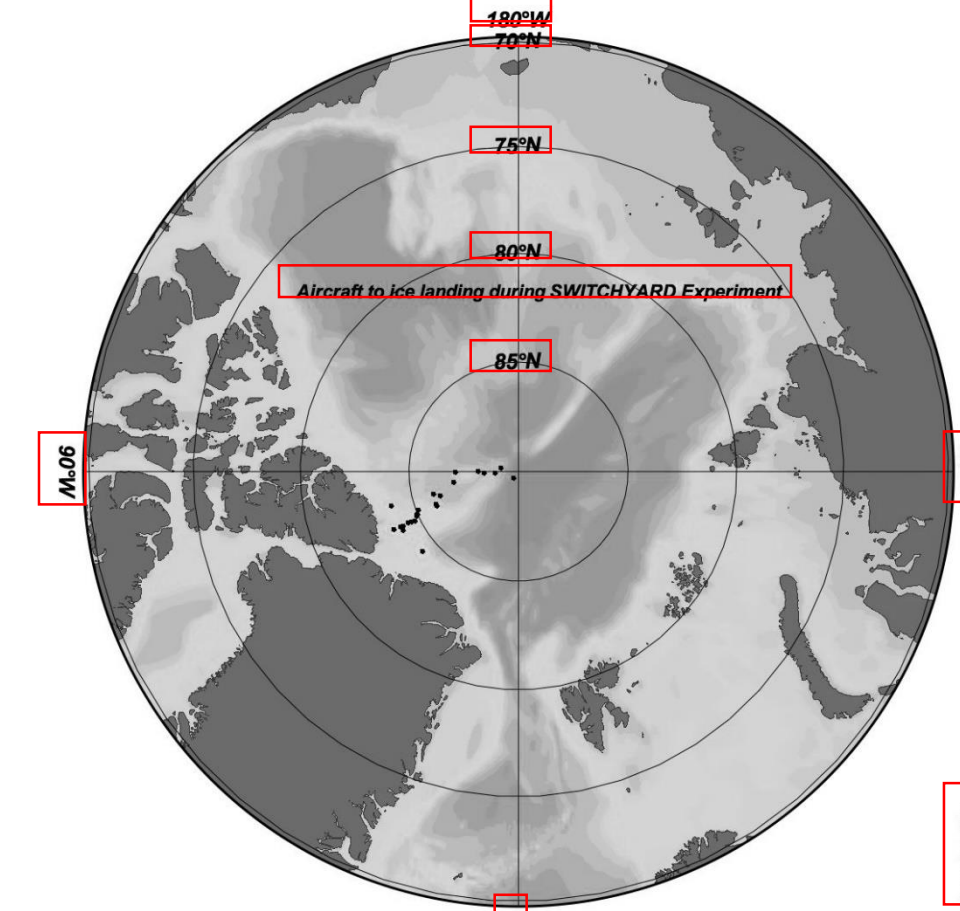 180°W
70°N
75°N
80°N
Aircraft to ice landing during SWITCHYARD Experiment
85°N
90°W